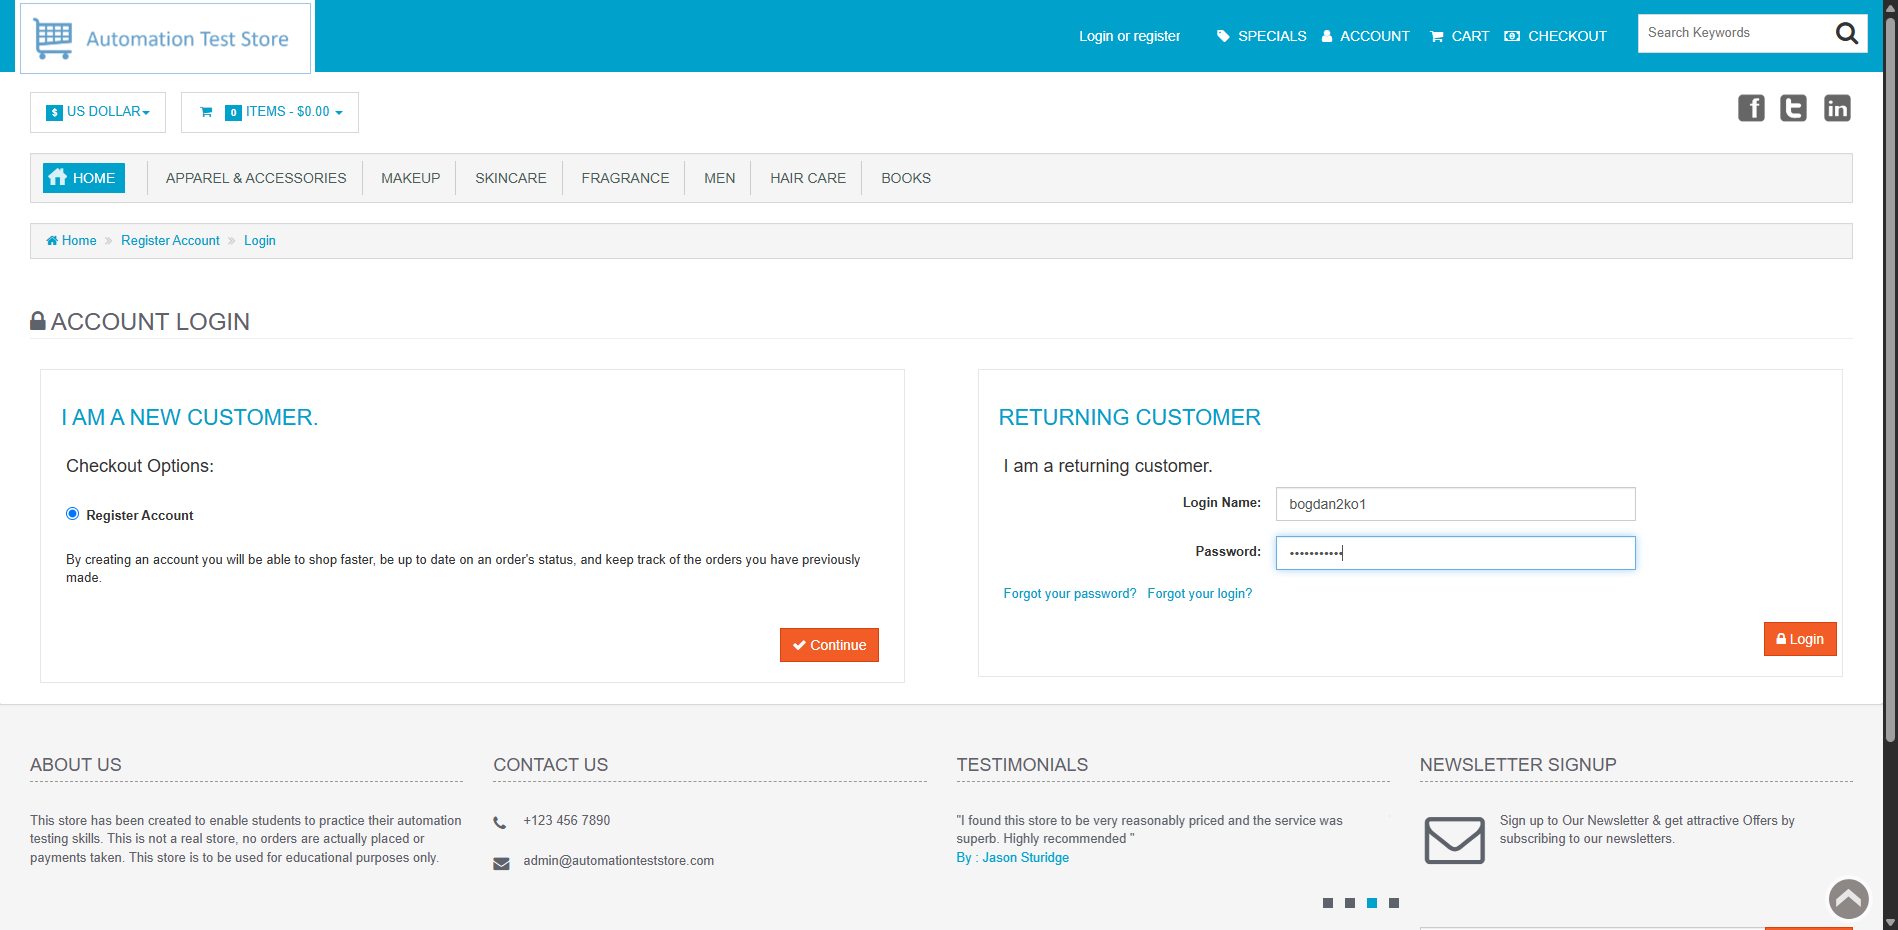 Automation Test Store
Login or register
SPECIALS
ACCOUNT
CART
CHECKOUT
Search Keywords
$ US DOLLAR
0 ITEMS - $0.00
HOME
APPAREL & ACCESSORIES
MAKEUP
SKINCARE
FRAGRANCE
MEN
HAIR CARE
BOOKS
Home » Register Account » Login
ACCOUNT LOGIN
I AM A NEW CUSTOMER.
Checkout Options:
Register Account
By creating an account you will be able to shop faster, be up to date on an order's status, and keep track of the orders you have previously
made.
Continue
RETURNING CUSTOMER
I am a returning customer.
Login Name:
bogdan2ko1
Password:
•••••••••••
Forgot your password? Forgot your login?
Login
ABOUT US
This store has been created to enable students to practice their automation
testing skills. This is not a real store, no orders are actually placed or
payments taken. This store is to be used for educational purposes only.
CONTACT US
+123 456 7890
admin@automationteststore.com
TESTIMONIALS
"I found this store to be very reasonably priced and the service was
superb. Highly recommended "
By : Jason Sturidge
NEWSLETTER SIGNUP
Sign up to Our Newsletter & get attractive Offers by
subscribing to our newsletters.